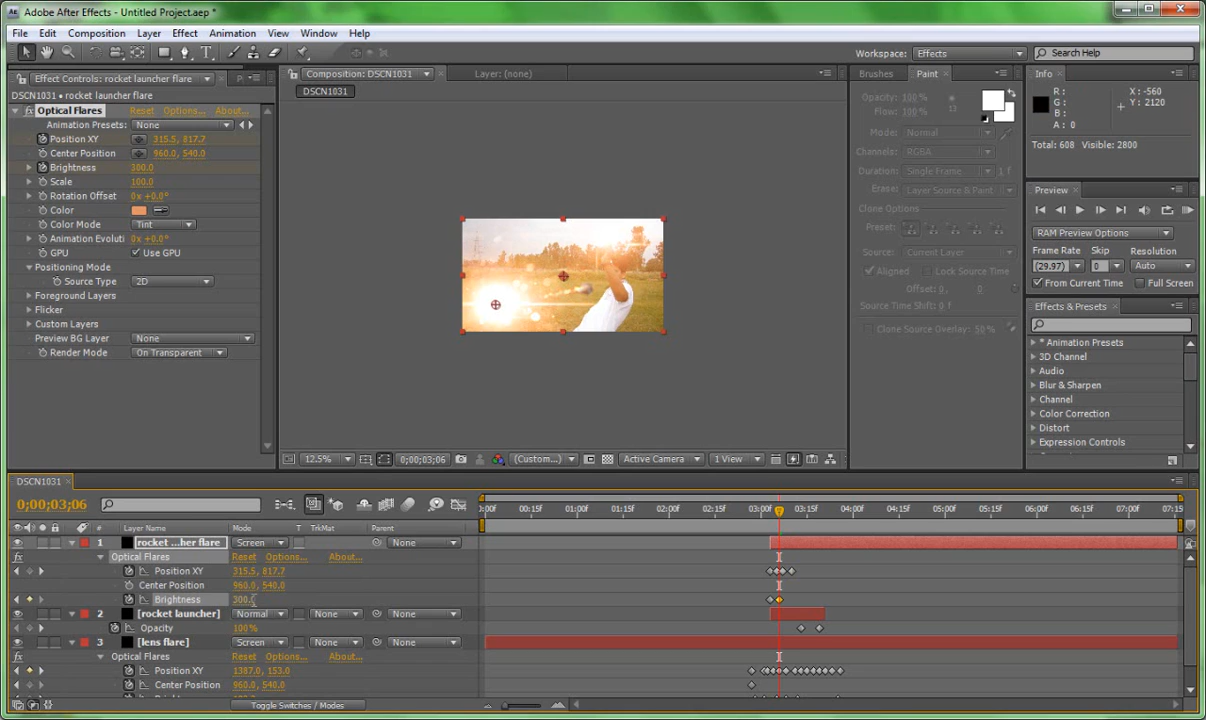 Adobe After Effects - Untitled Project.aep *
File Edit Composition Layer Effect Animation View Window Help
Workspace: Effects Search Help
Effect Controls: rocket launcher flare P
DSCN1031 • rocket launcher flare
Optical Flares Reset Options... About...
Animation Presets: None
Position XY 315.5, 817.7
Center Position 960.0, 540.0
Brightness 300.0
Scale 100.0
Rotation Offset 0x +0.0°
Color
Color Mode Tint
Animation Evoluti 0x +0.0°
GPU Use GPU
Positioning Mode
Source Type 2D
Foreground Layers
Flicker
Custom Layers
Preview BG Layer None
Render Mode On Transparent
Composition: DSCN1031 Layer: (none)
DSCN1031
12.5% 0;00;03;06 (Custom... Active Camera 1 View
Brushes Paint
Opacity: 100%
Flow: 100%
Mode: Normal
Channels: RGBA
Duration: Single Frame 1 f
Erase: Layer Source & Paint
Clone Options
Preset:
Source: Current Layer
Aligned Lock Source Time
Offset: 0, 0
Source Time Shift: 0 f
Clone Source Overlay: 50 %
Info
R : X : -560
G : Y : 2120
B :
A : 0
Total: 608 Visible: 2800
Preview
RAM Preview Options
Frame Rate Skip Resolution
(29.97) 0 Auto
From Current Time Full Screen
Effects & Presets
* Animation Presets
3D Channel
Audio
Blur & Sharpen
Channel
Color Correction
Distort
Expression Controls
DSCN1031
0;00;03;06
Layer Name Mode T TrkMat Parent
:00f 00:15f 01:00f 01:15f 02:00f 02:15f 03:00f 03:15f 04:00f 04:15f 05:00f 05:15f 06:00f 06:15f 07:00f 07:15
1 rocket ...her flare Screen None
Optical Flares Reset Options... About...
Position XY 315.5, 817.7
Center Position 960.0, 540.0
Brightness 300.0
2 [rocket launcher] Normal None None
Opacity 100%
3 [lens flare] Screen None None
Optical Flares Reset Options... About...
Position XY 1387.0, 153.0
Center Position 960.0, 540.0
Toggle Switches / Modes